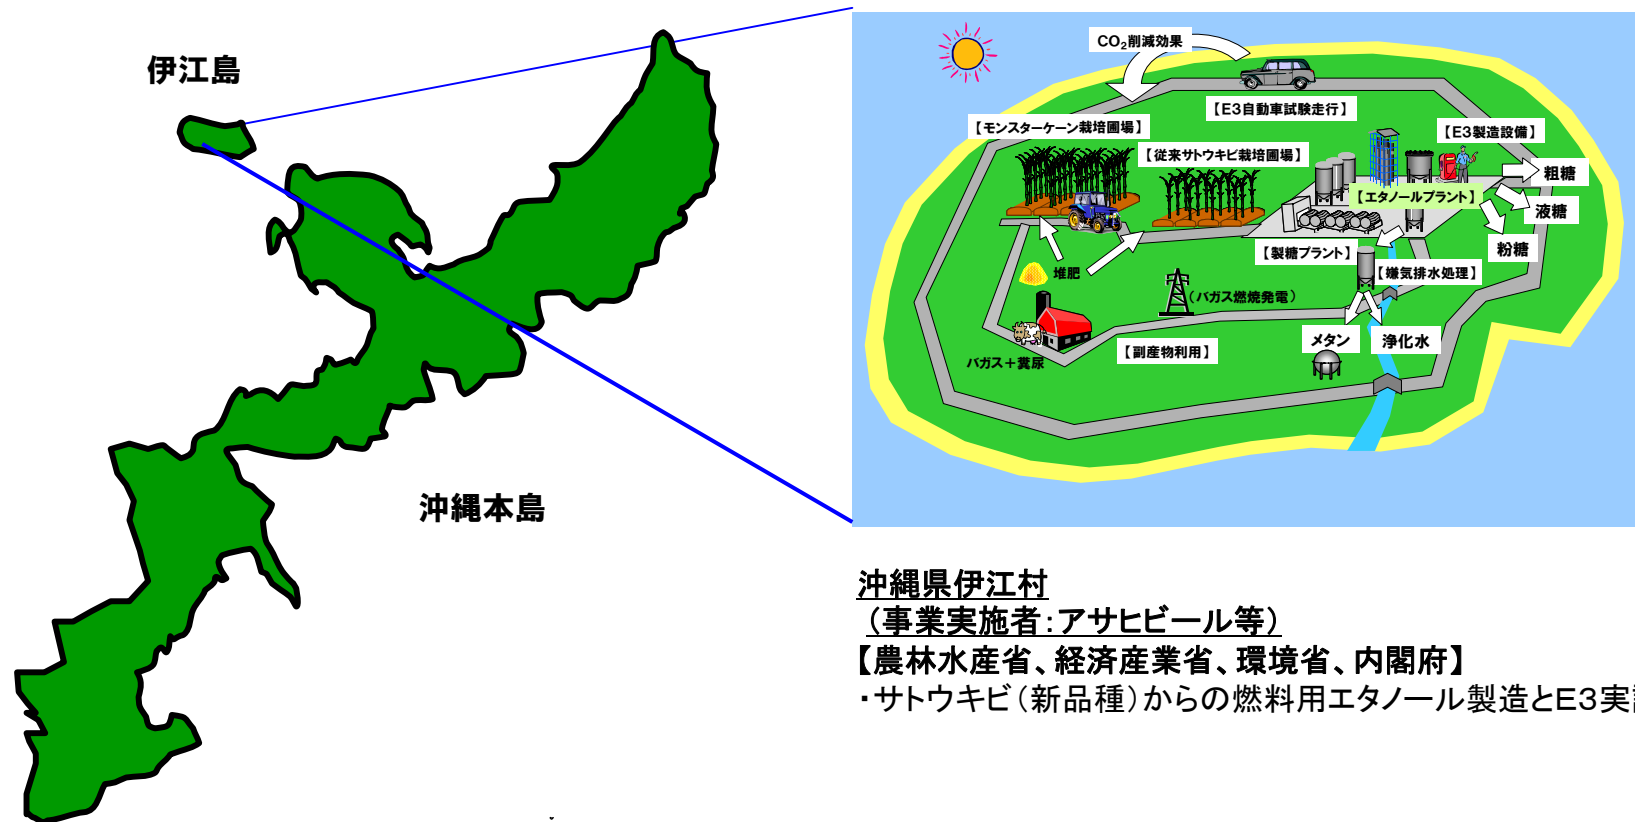 伊江島
沖縄本島
CO₂削減効果
【E3自動車試験走行】
【モンスターケーン栽培圃場】
【従来サトウキビ栽培圃場】
【E3製造設備】
粗糖
【エタノールプラント】
液糖
粉糖
【製糖プラント】
【嫌気排水処理】
堆肥
（バガス燃焼発電）
メタン
浄化水
【副産物利用】
バガス＋糞尿
沖縄県伊江村
（事業実施者：アサヒビール等）
【農林水産省、経済産業省、環境省、内閣府】
・サトウキビ（新品種）からの燃料用エタノール製造とE3実